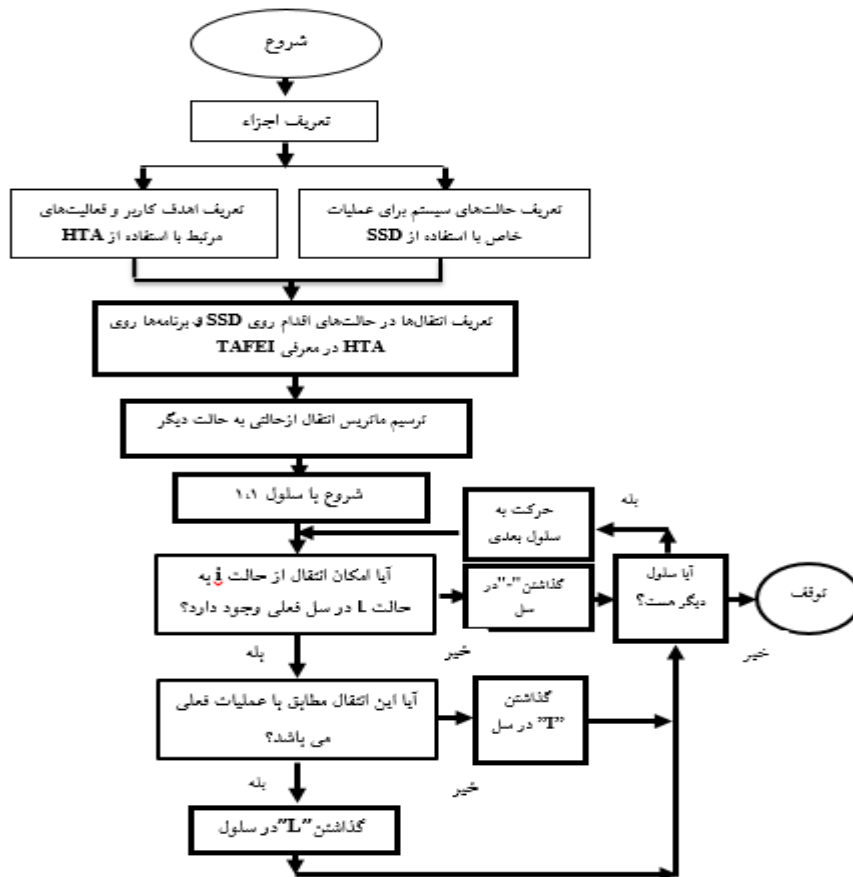 شروع
تعریف اجزاء
تعریف حالت‌های سیستم برای عملیات
خاص با استفاده از SSD
تعریف اهدف کاربر و فعالیت‌های
مرتبط با استفاده از HTA
تعریف انتقال‌ها در حالت‌های اقدام روی SSD و برنامه‌ها روی
HTA در معرفی TAFEI
ترسیم ماتریس انتقال ازحالتی به حالت دیگر
شروع با سلول ۱،۱
حرکت به
سلول بعدی
بله
آیا امکان انتقال از حالت i به
حالت L در سل فعلی وجود دارد؟
گذاشتن"-"در
سل
آیا سلول
دیگر هست؟
توقف
بله
خیر
خیر
آیا این انتقال مطابق با عملیات فعلی
می باشد؟
گذاشتن
"I" در سل
بله
خیر
گذاشتن"L"در سلول